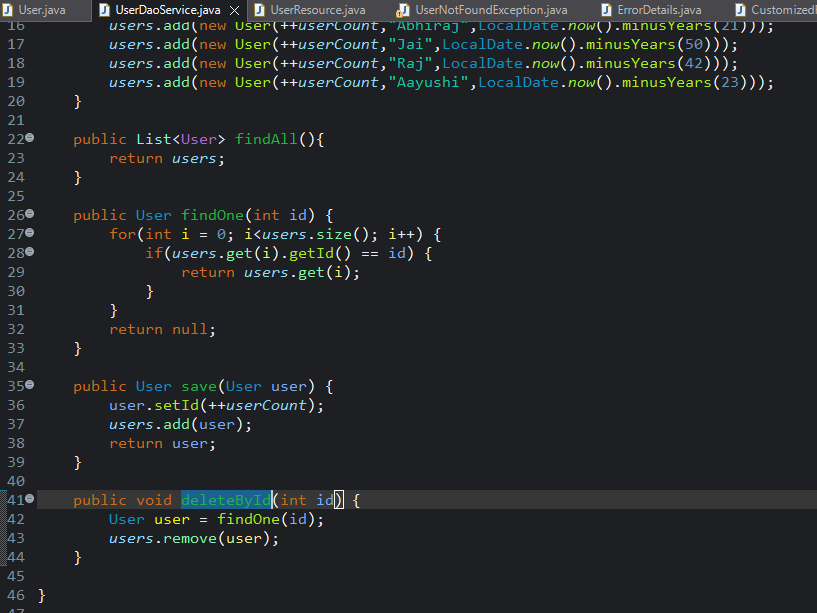 User.java UserDaoService.java UserResource.java UserNotFoundException.java ErrorDetails.java Customized
16 users.add(new User(++userCount,"Abhiraj",LocalDate.now().minusYears(21)));
17 users.add(new User(++userCount,"Jai",LocalDate.now().minusYears(50)));
18 users.add(new User(++userCount,"Raj",LocalDate.now().minusYears(42)));
19 users.add(new User(++userCount,"Aayushi",LocalDate.now().minusYears(23)));
20 }
21
22 public List<User> findAll(){
23 return users;
24 }
25
26 public User findOne(int id) {
27 for(int i = 0; i<users.size(); i++) {
28 if(users.get(i).getId() == id) {
29 return users.get(i);
30 }
31 }
32 return null;
33 }
34
35 public User save(User user) {
36 user.setId(++userCount);
37 users.add(user);
38 return user;
39 }
40
41 public void deleteById(int id) {
42 User user = findOne(id);
43 users.remove(user);
44 }
45
46 }
47